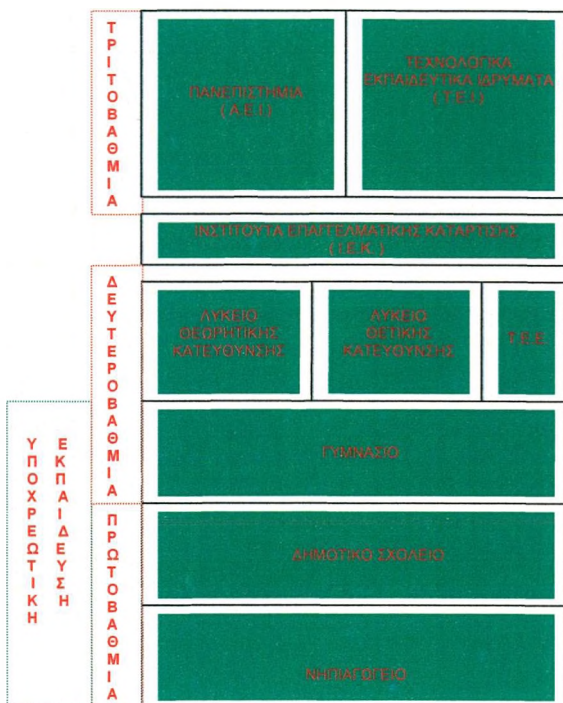 ΤΡΙΤΟΒΑΘΜΙΑ
ΠΑΝΕΠΙΣΤΗΜΙΑ
( Α.Ε.Ι.)
ΤΕΧΝΟΛΟΓΙΚΑ
ΕΚΠΑΙΔΕΥΤΙΚΑ ΙΔΡΥΜΑΤΑ
( Τ.Ε.Ι.)
ΙΝΣΤΙΤΟΥΤΑ ΕΠΑΓΓΕΛΜΑΤΙΚΗΣ ΚΑΤΑΡΤΙΣΗΣ
( Ι.Ε.Κ. )
ΔΕΥΤΕΡΟΒΑΘΜΙΑ
ΛΥΚΕΙΟ
ΘΕΩΡΗΤΙΚΗΣ
ΚΑΤΕΥΘΥΝΣΗΣ
ΛΥΚΕΙΟ
ΘΕΤΙΚΗΣ
ΚΑΤΕΥΘΥΝΣΗΣ
Τ.Ε.Σ
ΥΠΟΧΡΕΩΤΙΚΗ
ΕΚΠΑΙΔΕΥΣΗ
ΓΥΜΝΑΣΙΟ
ΠΡΩΤΟΒΑΘΜΙΑ
ΔΗΜΟΤΙΚΟ ΣΧΟΛΕΙΟ
ΝΗΠΙΑΓΩΓΕΙΟ